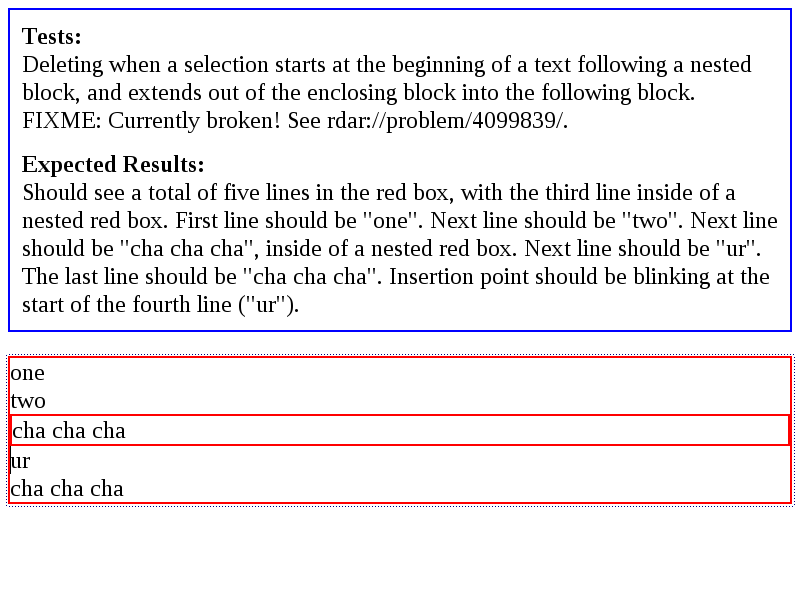 Tests:
Deleting when a selection starts at the beginning of a text following a nested
block, and extends out of the enclosing block into the following block.
FIXME: Currently broken! See rdar://problem/4099839/.
Expected Results:
Should see a total of five lines in the red box, with the third line inside of a
nested red box. First line should be "one". Next line should be "two". Next line
should be "cha cha cha", inside of a nested red box. Next line should be "ur".
The last line should be "cha cha cha". Insertion point should be blinking at the
start of the fourth line ("ur").
one
two
cha cha cha
ur
cha cha cha